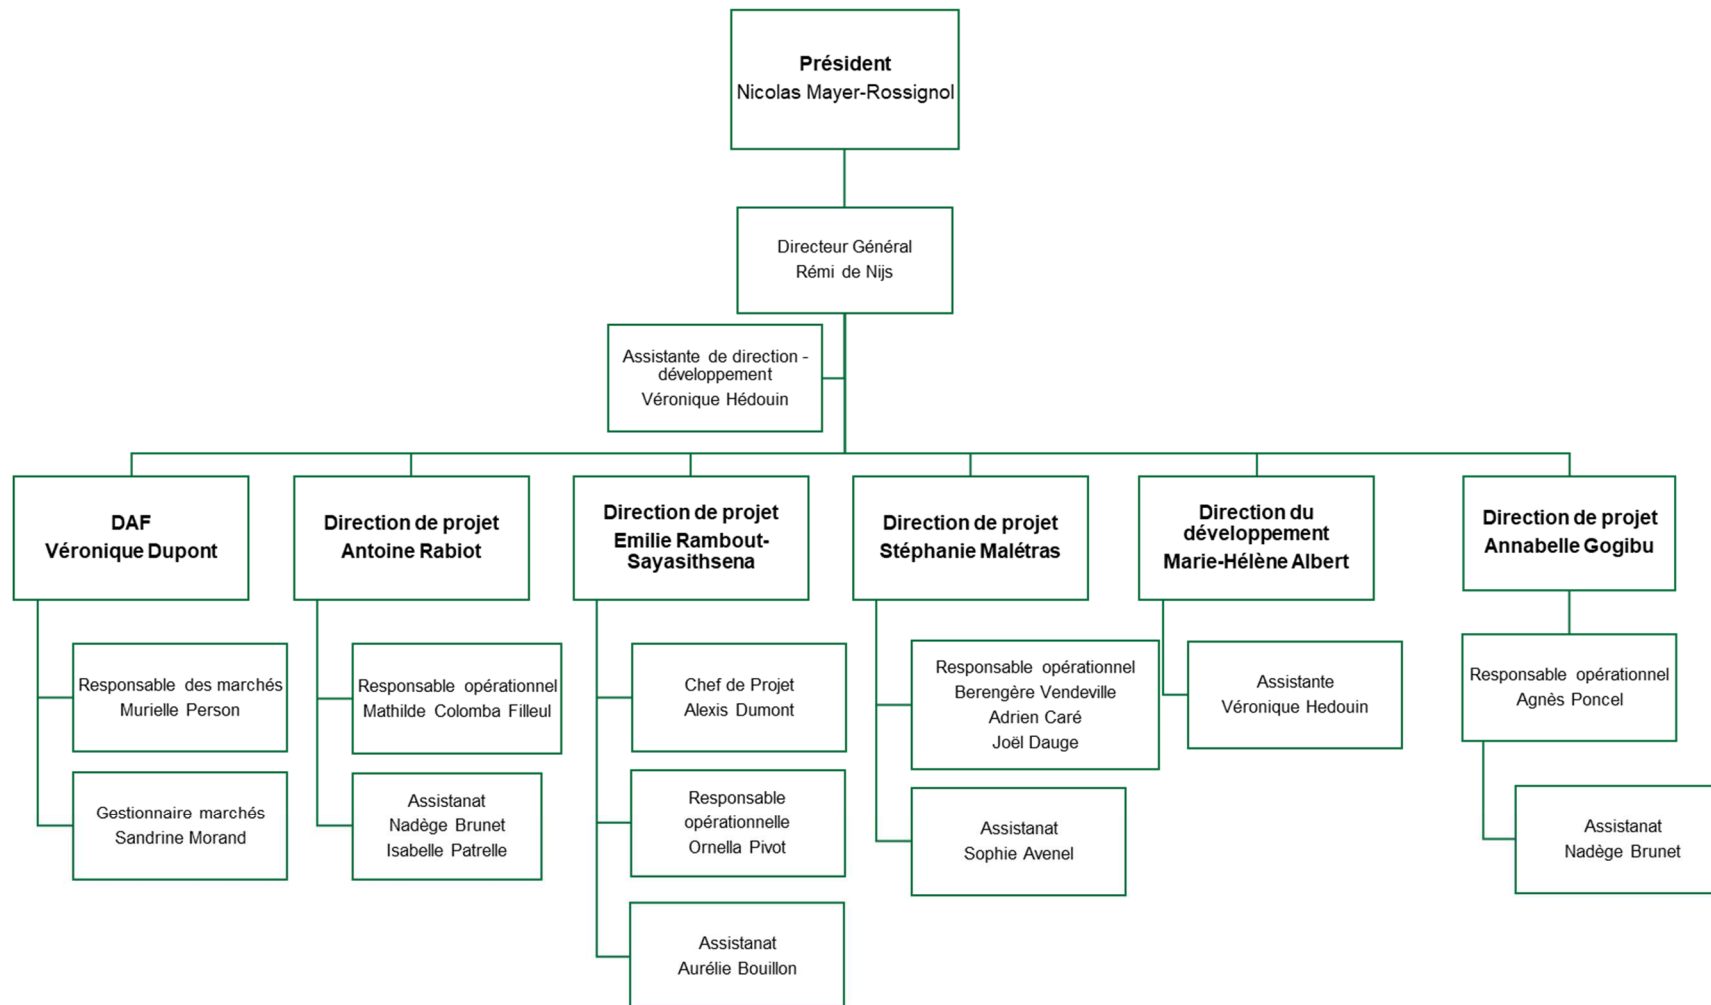 Président
Nicolas Mayer-Rossignol
Directeur Général
Rémi de Nijs
Assistante de direction -
développement
Véronique Hédouin
DAF
Véronique Dupont
Responsable des marchés
Murielle Person
Gestionnaire marchés
Sandrine Morand
Direction de projet
Antoine Rabiot
Responsable opérationnel
Mathilde Colomba Filleul
Assistanat
Nadège Brunet
Isabelle Patrelle
Direction de projet
Emilie Rambout-
Sayasithsena
Chef de Projet
Alexis Dumont
Responsable
opérationnelle
Ornella Pivot
Assistanat
Aurélie Bouillon
Direction de projet
Stéphanie Malétras
Responsable opérationnel
Berengère Vendeville
Adrien Caré
Joël Dauge
Assistanat
Sophie Avenel
Direction du
développement
Marie-Hélène Albert
Assistante
Véronique Hedouin
Direction de projet
Annabelle Gogibu
Responsable opérationnel
Agnès Poncel
Assistanat
Nadège Brunet